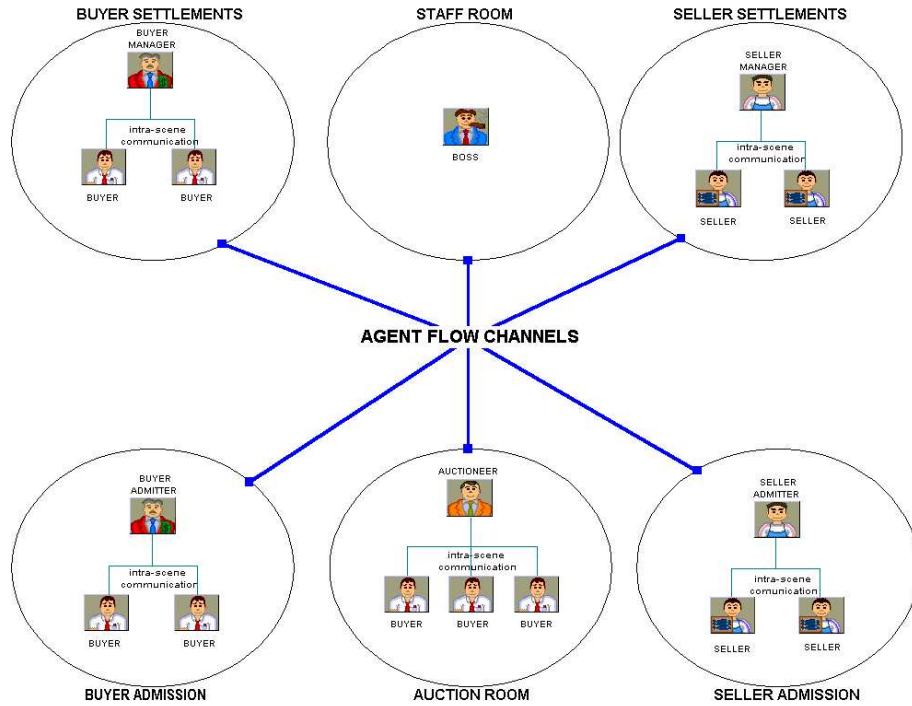 BUYER SETTLEMENTS
STAFF ROOM
SELLER SETTLEMENTS
BUYER
MANAGER
intra-scene
communication
BUYER
BUYER
BOSS
SELLER
MANAGER
intra-scene
communication
SELLER
SELLER
AGENT FLOW CHANNELS
BUYER
ADMITTER
intra-scene
communication
BUYER
BUYER
AUCTIONEER
intra-scene
communication
BUYER
BUYER
BUYER
SELLER
ADMITTER
intra-scene
comunication
SELLER
SELLER
BUYER ADMISSION
AUCTION ROOM
SELLER ADMISSION